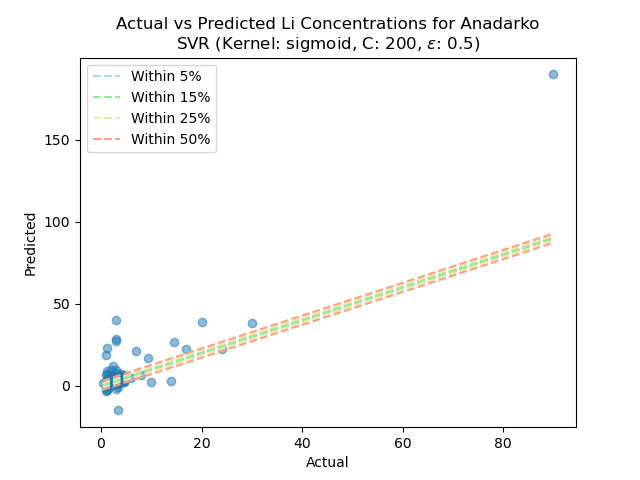 Actual vs Predicted Li Concentrations for Anadarko
SVR (Kernel: sigmoid, C: 200, ε: 0.5)
Within 5%
Within 15%
Within 25%
Within 50%
150
100
50
0
Predicted
0 20 40 60 80
Actual